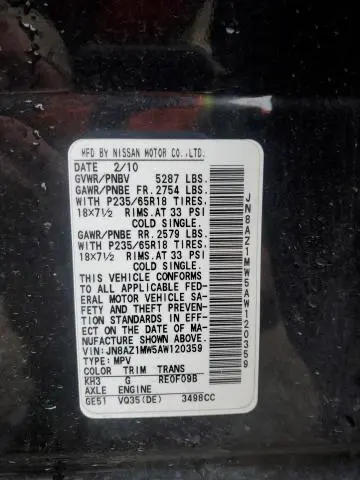 MFD BY NISSAN MOTOR CO.,LTD.
DATE 2/10
GVWR/PNBV 5287 LBS.
GAWR/PNBE FR. 2754 LBS.
WITH P235/65R18 TIRES.
18×7½ RIMS. AT 33 PSI
COLD SINGLE.
GAWR/PNBE RR. 2579 LBS.
WITH P235/65R18 TIRES.
18×7½ RIMS. AT 33 PSI
COLD SINGLE.
THIS VEHICLE CONFORMS
TO ALL APPLICABLE FED-
ERAL MOTOR VEHICLE SA-
FETY AND THEFT PREVEN-
TION STANDARDS IN EFF-
ECT ON THE DATE OF MA-
NUFACTURE SHOWN ABOVE.
VIN:JN8AZ1MW5AW120359
TYPE: MPV
COLOR TRIM TRANS
KH3 G RE0F09B
AXLE ENGINE
GE51 VQ35(DE) 3498CC
JN8AZ1MW5AW120359